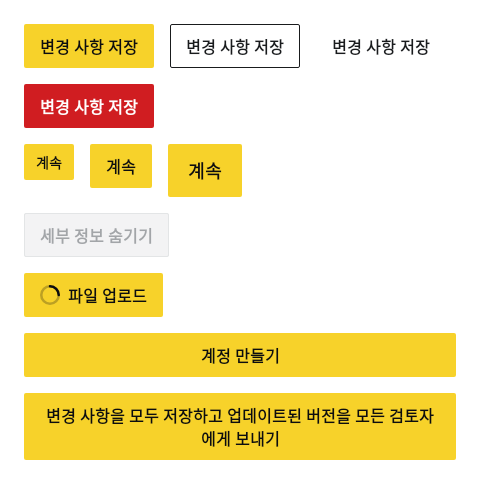 변경 사항 저장 변경 사항 저장 변경 사항 저장
변경 사항 저장
계속 계속 계속
세부 정보 숨기기
파일 업로드
계정 만들기
변경 사항을 모두 저장하고 업데이트된 버전을 모든 검토자
에게 보내기